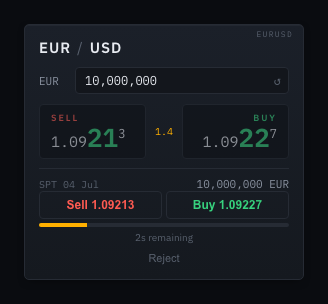 EURUSD
EUR / USD
EUR 10,000,000 ↺
SELL BUY
1.09213 1.4 1.09227
SPT 04 Jul 10,000,000 EUR
Sell 1.09213 Buy 1.09227
2s remaining
Reject